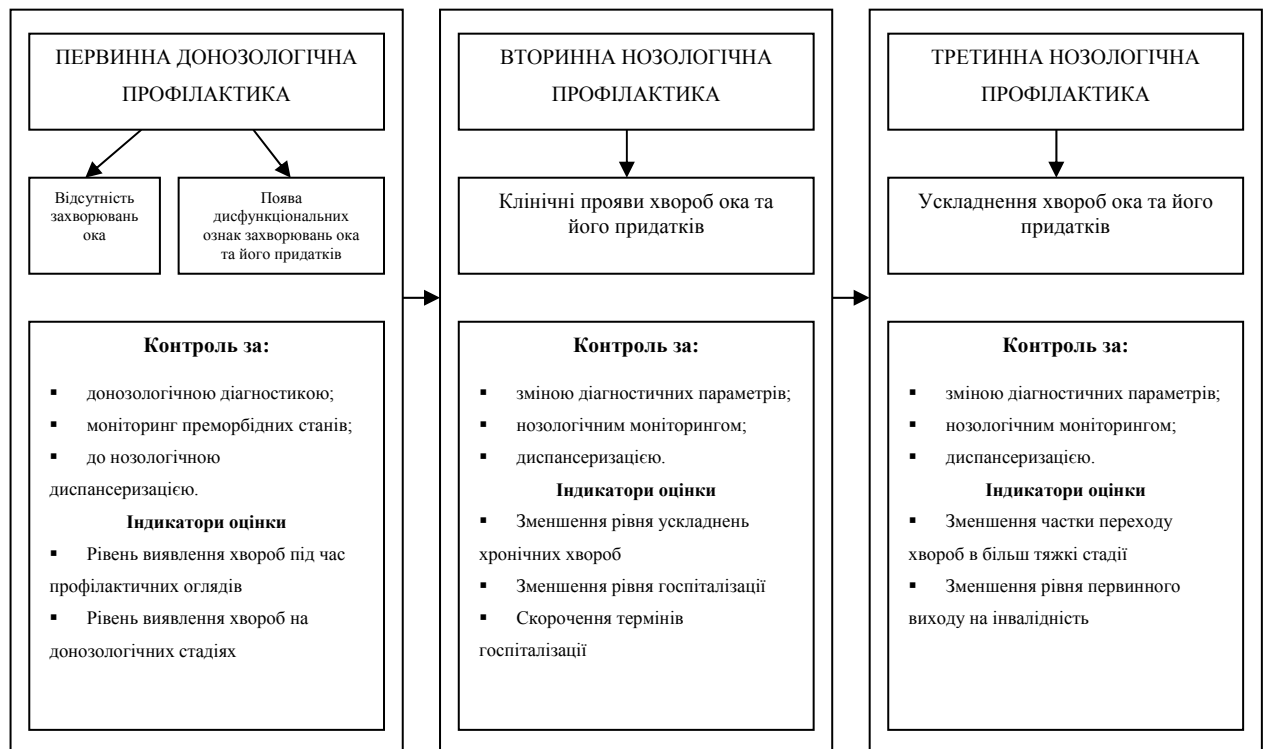 ПЕРВИННА ДОНОЗОЛОГІЧНА
ПРОФІЛАКТИКА
Відсутність
захворювань
ока
Поява
дисфункціональних
ознак захворювань ока
та його придатків
Контроль за:
▪ донозологічною діагностикою;
▪ моніторинг преморбідних станів;
▪ до нозологічною
диспансеризацією.
Індикатори оцінки
▪ Рівень виявлення хвороб під час
профілактичних оглядів
▪ Рівень виявлення хвороб на
донозологічних стадіях
ВТОРИННА НОЗОЛОГІЧНА
ПРОФІЛАКТИКА
Клінічні прояви хвороб ока та
його придатків
Контроль за:
▪ зміною діагностичних параметрів;
▪ нозологічним моніторингом;
▪ диспансеризацією.
Індикатори оцінки
▪ Зменшення рівня ускладнень
хронічних хвороб
▪ Зменшення рівня госпіталізації
▪ Скорочення термінів
госпіталізації
ТРЕТИННА НОЗОЛОГІЧНА
ПРОФІЛАКТИКА
Ускладнення хвороб ока та його
придатків
Контроль за:
▪ зміною діагностичних параметрів;
▪ нозологічним моніторингом;
▪ диспансеризацією.
Індикатори оцінки
▪ Зменшення частки переходу
хвороб в більш тяжкі стадії
▪ Зменшення рівня первинного
виходу на інвалідність